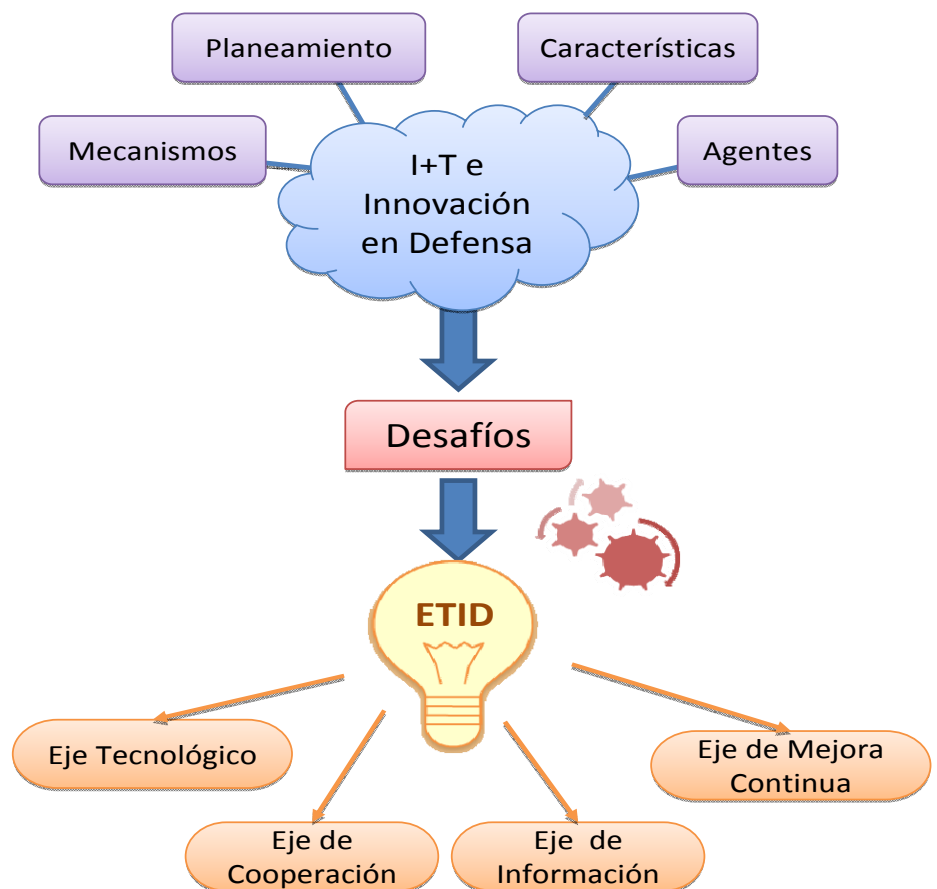 Planeamiento
Características
Mecanismos
Agentes
I+T e
Innovación
en Defensa
Desafíos
ETID
Eje Tecnológico
Eje de Mejora
Continua
Eje de
Cooperación
Eje de
Información